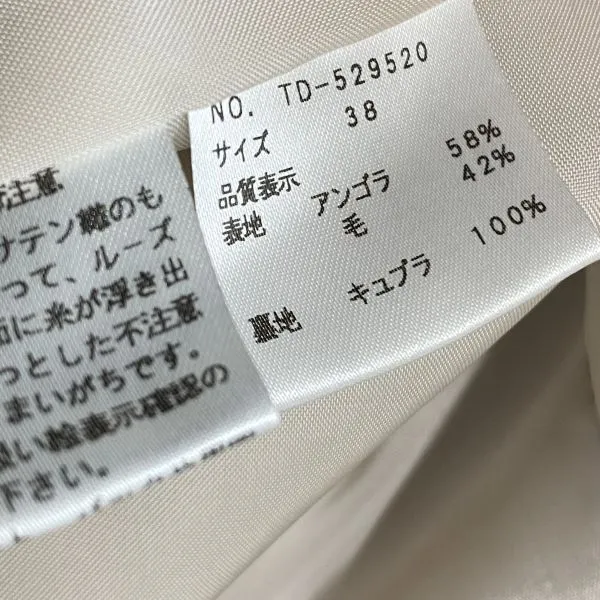 NO. TD-529520
サイズ 38
品質表示
表地 アンゴラ 58%
毛 42%
裏地 キュプラ 100%
注意
サテン織のも
って、ルーズ
面に糸が浮き出
っとした不注意
まいがちです。
扱い絵表示確認の
下さい。